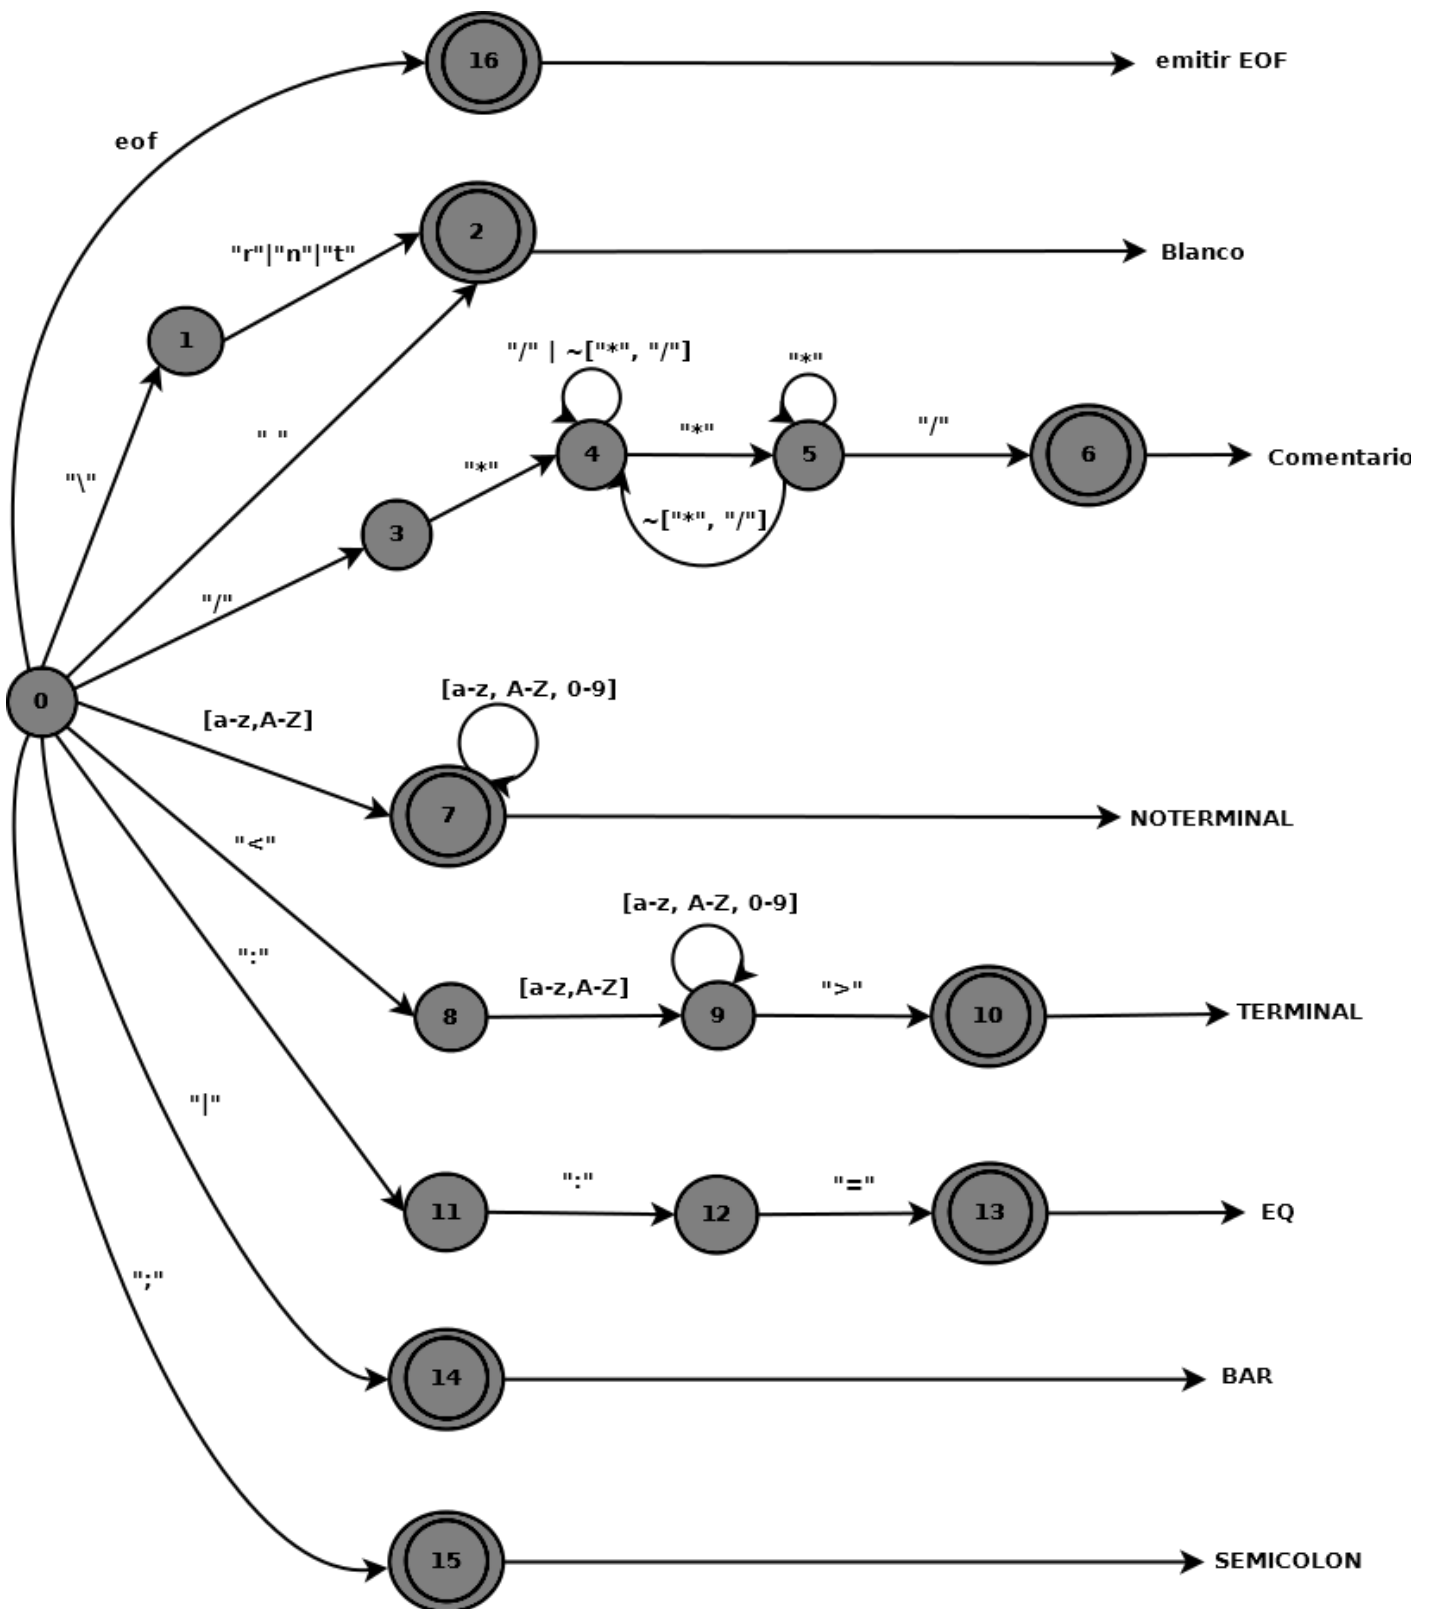 16
emitir EOF
eof
2
"r"|"n"|"t"
Blanco
1
"/" | ~["*", "/"]
"*"
" "
"*"
"/"
4
5
6
Comentario
"*"
"\"
~["*", "/"]
3
"/"
0
[a-z, A-Z, 0-9]
[a-z,A-Z]
7
NOTERMINAL
"<"
[a-z, A-Z, 0-9]
":"
[a-z,A-Z]
">"
8
9
10
TERMINAL
"|"
":"
"="
11
12
13
EQ
";"
14
BAR
15
SEMICOLON